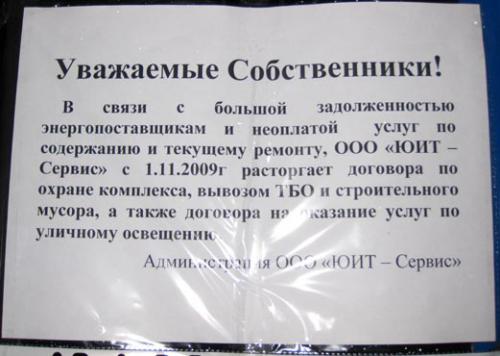 Уважаемые Собственники!
В связи с большой задолженностью
энергопоставщикам и неоплатой услуг по
содержанию и текущему ремонту, ООО «ЮИТ –
Сервис» с 1.11.2009г расторгает договора по
охране комплекса, вывозом ТБО и строительного
мусора, а также договора на оказание услуг по
уличному освещению.
Администрация ООО «ЮИТ – Сервис»